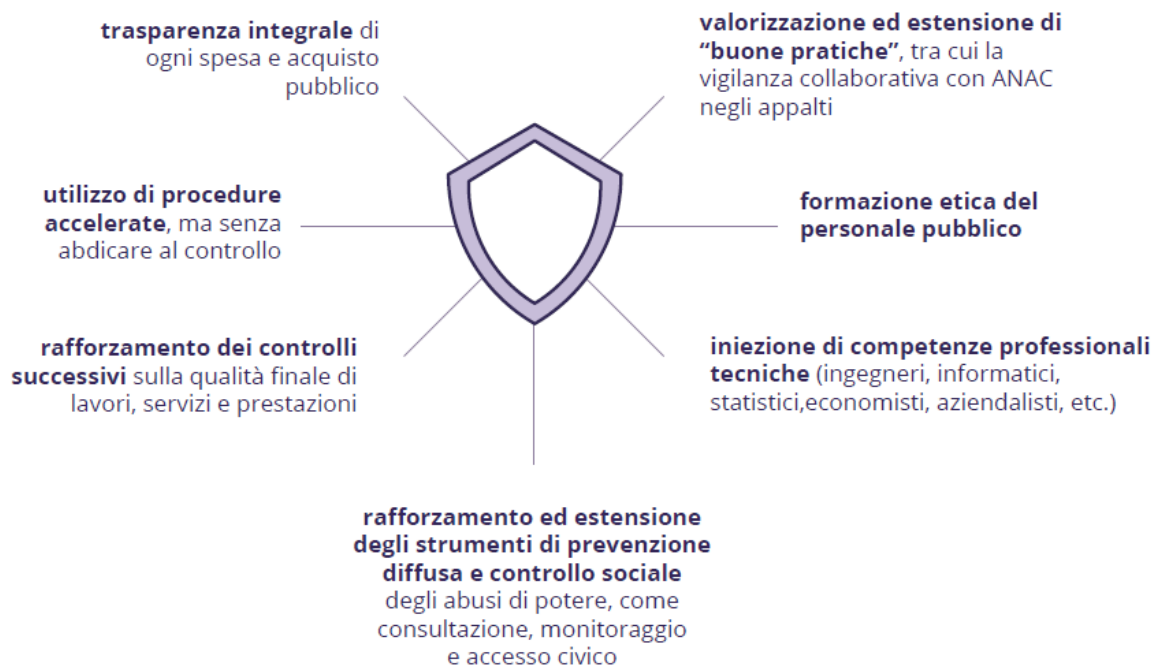 trasparenza integrale di
ogni spesa e acquisto
pubblico
valorizzazione ed estensione di
“buone pratiche”, tra cui la
vigilanza collaborativa con ANAC
negli appalti
utilizzo di procedure
accelerate, ma senza
abdicare al controllo
formazione etica del
personale pubblico
rafforzamento dei controlli
successivi sulla qualità finale di
lavori, servizi e prestazioni
iniezione di competenze professionali
tecniche (ingegneri, informatici,
statistici,economisti, aziendalisti, etc.)
rafforzamento ed estensione
degli strumenti di prevenzione
diffusa e controllo sociale
degli abusi di potere, come
consultazione, monitoraggio
e accesso civico